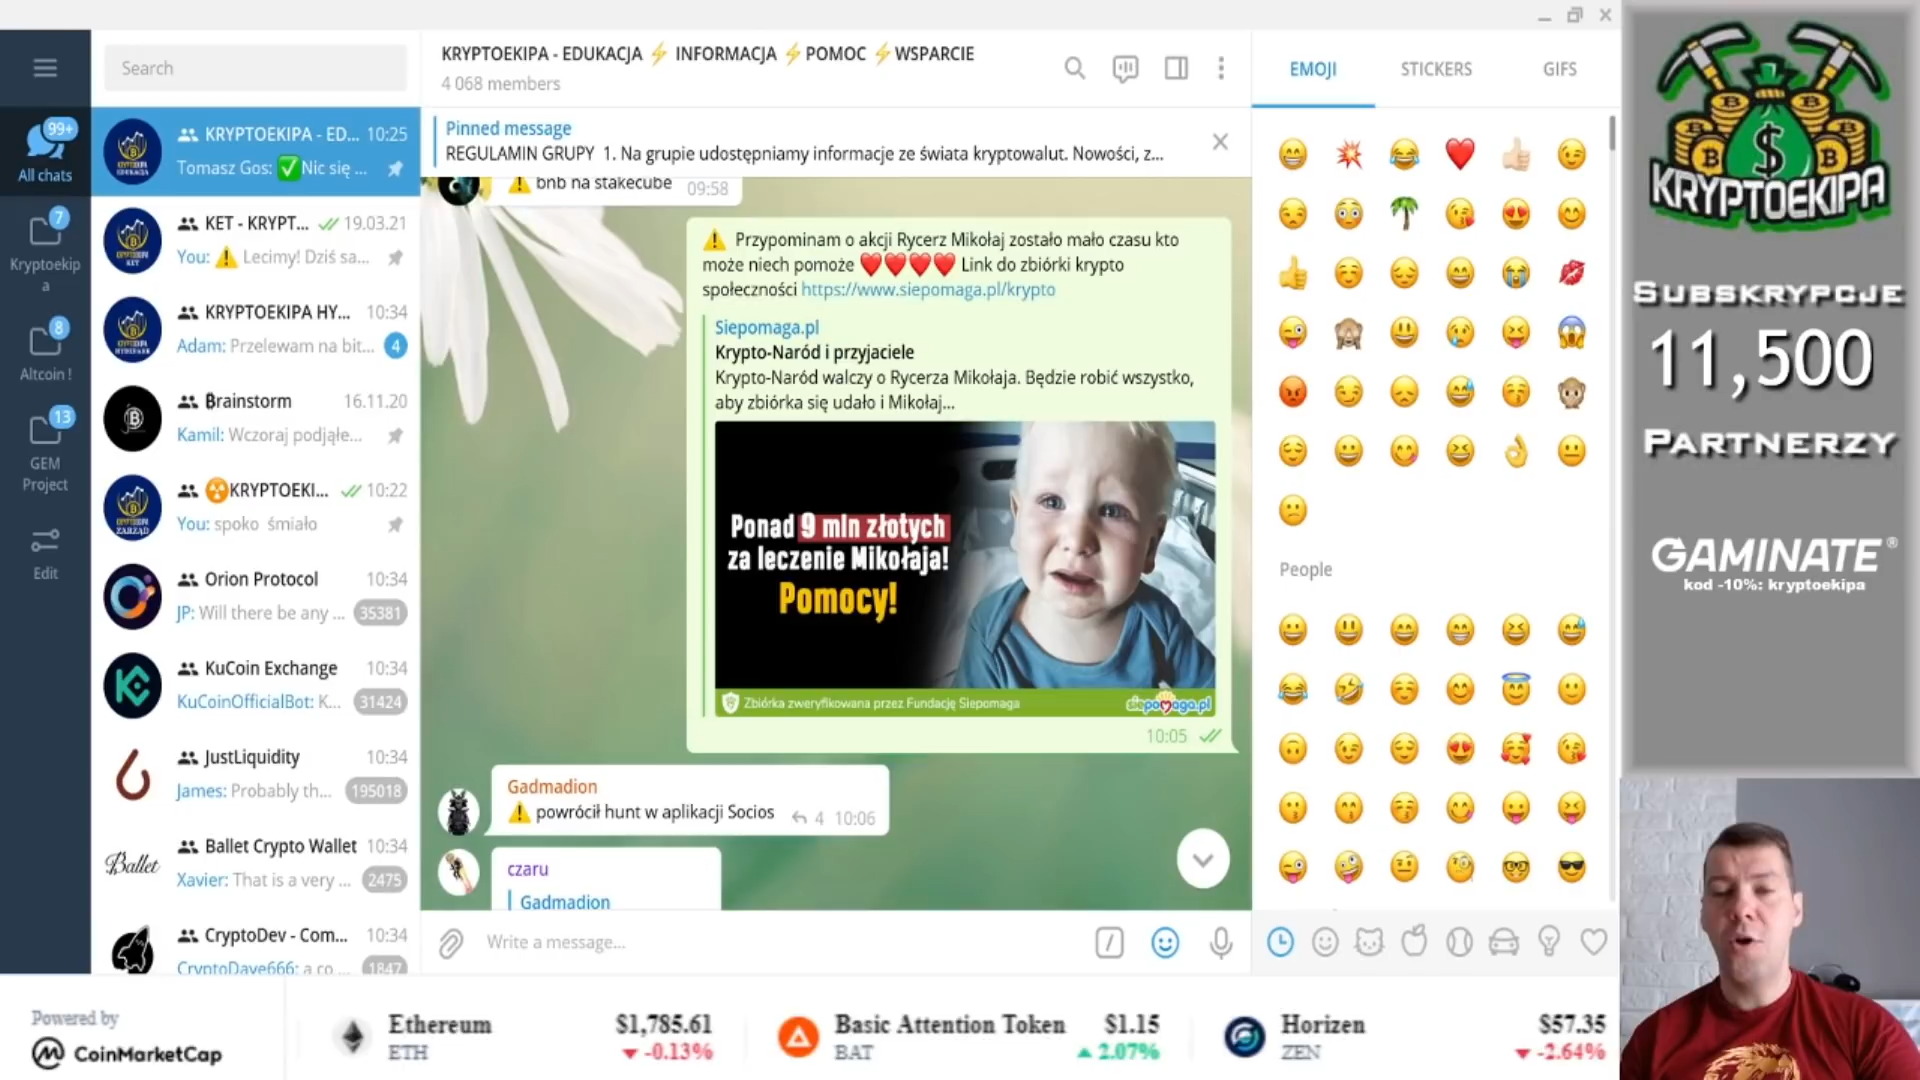 Search
99+
All chats
7
Kryptoekip
a
8
Altcoin !
13
GEM
Project
Edit
KRYPTOEKIPA - ED... 10:25
Tomasz Gos: ✅Nic się ...
KET - KRYPT... 19.03.21
You: ⚠️ Lecimy! Dziś sa...
KRYPTOEKIPA HY... 10:34
Adam: Przelewam na bit... 4
₿rainstorm 16.11.20
Kamil: Wczoraj podjąłe...
☢️KRYPTOEKI... 10:22
You: spoko śmiało
Orion Protocol 10:34
JP: Will there be any ... 35381
KuCoin Exchange 10:34
KuCoinOfficialBot: K... 31424
JustLiquidity 10:34
James: Probably th... 195018
Ballet
Ballet Crypto Wallet 10:34
Xavier: That is a very ... 2475
CryptoDev - Com... 10:34
CryptoDave666: a co... 1847
KRYPTOEKIPA - EDUKACJA ⚡ INFORMACJA ⚡POMOC ⚡WSPARCIE
4 068 members
Pinned message
REGULAMIN GRUPY 1. Na grupie udostępniamy informacje ze świata kryptowalut. Nowości, z...
⚠️ bnb na stakecube 09:58
⚠️ Przypominam o akcji Rycerz Mikołaj zostało mało czasu kto
może niech pomoże ❤️❤️❤️❤️ Link do zbiórki krypto
społeczności https://www.siepomaga.pl/krypto
Siepomaga.pl
Krypto-Naród i przyjaciele
Krypto-Naród walczy o Rycerza Mikołaja. Będzie robić wszystko,
aby zbiórka się udało i Mikołaj...
Ponad 9 mln złotych
za leczenie Mikołaja!
Pomocy!
Zbiórka zweryfikowana przez Fundację Siepomaga
siepomaga.pl
10:05
Gadmadion
⚠️ powrócił hunt w aplikacji Socios 4 10:06
czaru
Gadmadion
Write a message...
EMOJI STICKERS GIFS
People
KRYPTOEKIPA
SUBSKRYPCJE
11,500
PARTNERZY
GAMINATE®
kod -10%: kryptoekipa
Powered by
CoinMarketCap
Ethereum $1,785.61
ETH ▼ -0.13%
Basic Attention Token $1.15
BAT ▲ 2.07%
Horizen $57.35
ZEN ▼ -2.64%